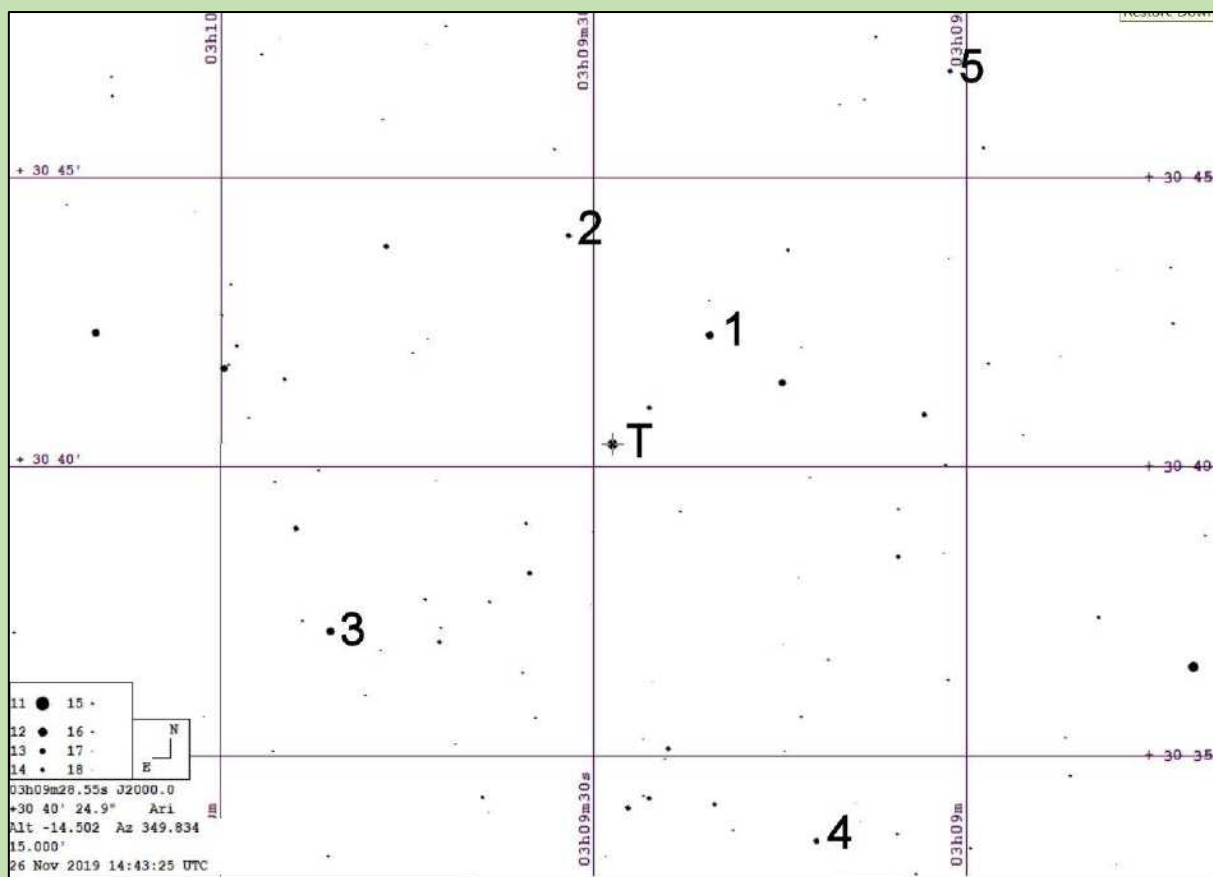 Restore Down
03h10
03h09m30
03h09
5
+ 30 45'
+ 30 45
2
1
T
+ 30 40'
+ 30 40
3
11 15
12 16
13 17
14 18
N
E
+ 30 35
03h09m28.55s J2000.0
+30 40' 24.9" Ari
Alt -14.502 Az 349.834
15.000'
26 Nov 2019 14:43:25 UTC
m
03h09m30s
4
03h09m